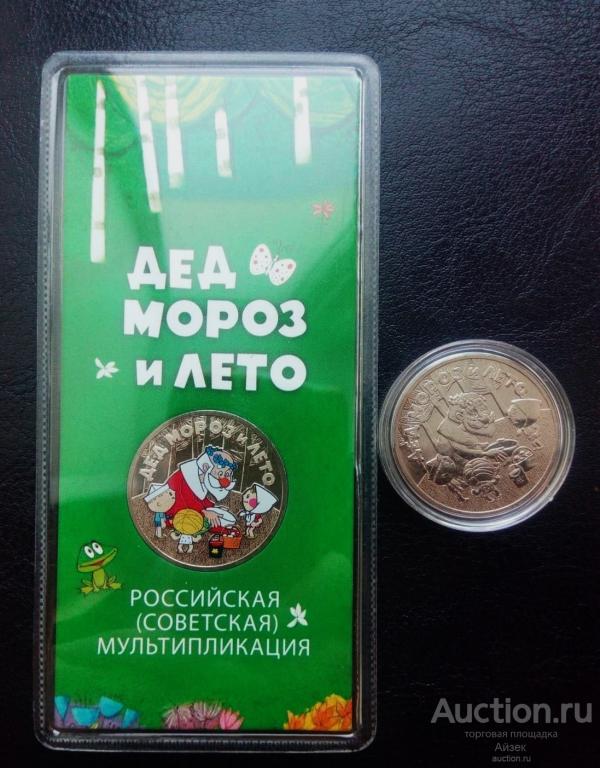 ДЕД
МОРОЗ
и ЛЕТО
ДЕД МОРОЗ и ЛЕТО
РОССИЙСКАЯ
(СОВЕТСКАЯ)
МУЛЬТИПЛИКАЦИЯ
ДЕД МОРОЗ и ЛЕТО
Auction.ru
торговая площадка
Айзек
auction.ru